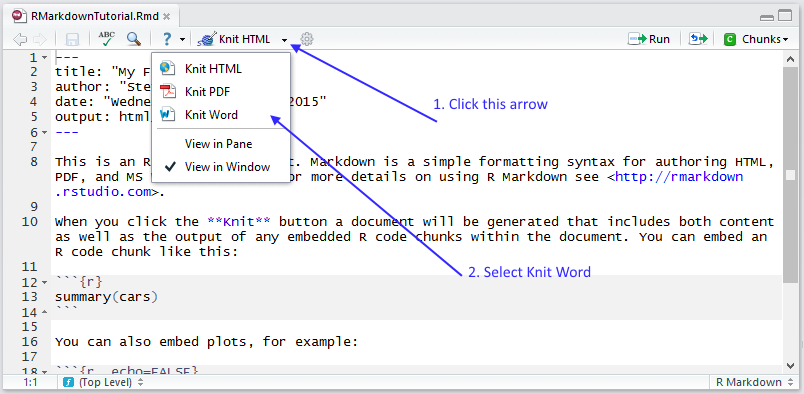 RMarkdownTutorial.Rmd
ABC ? Knit HTML Run Chunks
Knit HTML
Knit PDF
Knit Word
View in Pane
View in Window
1. Click this arrow
2. Select Knit Word
1 ---
2 title: "My F
3 author: "Ste
4 date: "Wedne 2015"
5 output: htm
6 ---
7
8 This is an R t. Markdown is a simple formatting syntax for authoring HTML,
PDF, and MS or more details on using R Markdown see <http://rmarkdown
.rstudio.com>.
9
10 When you click the **Knit** button a document will be generated that includes both content
as well as the output of any embedded R code chunks within the document. You can embed an
R code chunk like this:
11
12 ```{r}
13 summary(cars)
14 ```
15
16 You can also embed plots, for example:
17
18 ```{r, echo=FALSE}
1:1 (Top Level) R Markdown